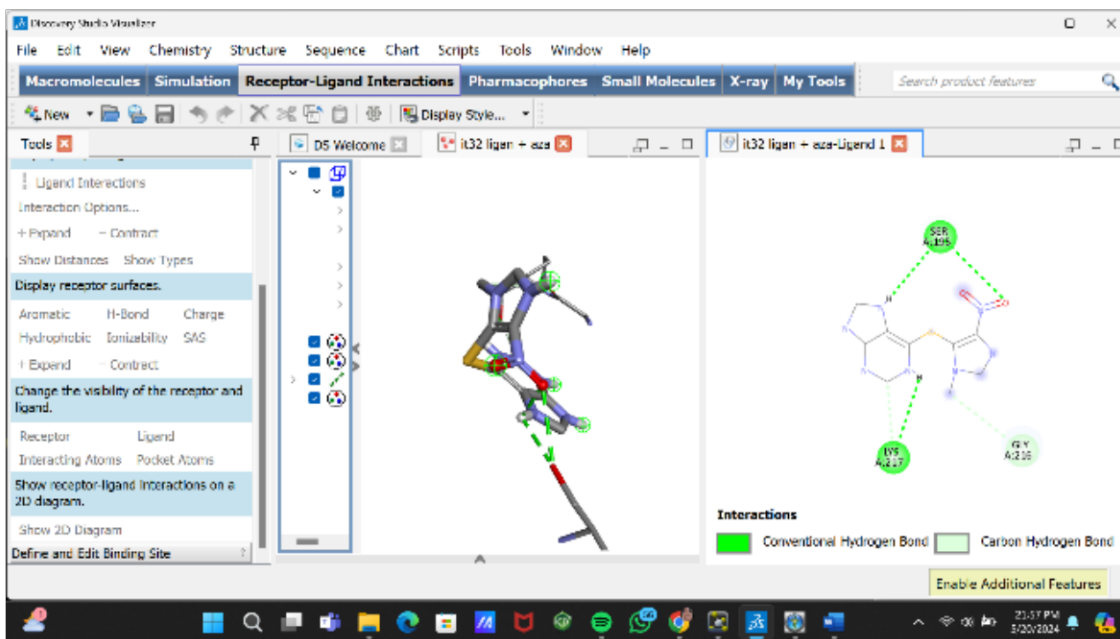 Discovery Studio Visualizer
File Edit View Chemistry Structure Sequence Chart Scripts Tools Window Help
Macromolecules Simulation Receptor-Ligand Interactions Pharmacophores Small Molecules X-ray My Tools Search product features
New Display Style...
Tools DS Welcome it32 ligan + aza it32 ligan + aza-Ligand 1
Ligand Interactions
Interaction Options...
+ Expand - Contract
Show Distances Show Types
Display receptor surfaces.
Aromatic H-Bond Charge
Hydrophobic Ionizability SAS
+ Expand - Contract
Change the visibility of the receptor and
ligand.
Receptor Ligand
Interacting Atoms Pocket Atoms
Show receptor-ligand interactions on a
2D diagram.
Show 2D Diagram
Define and Edit Binding Site
SER
H
H
LYS
A:217
GLY
A:216
Interactions
Conventional Hydrogen Bond Carbon Hydrogen Bond
Enable Additional Features
21:57 PM
5/20/2024